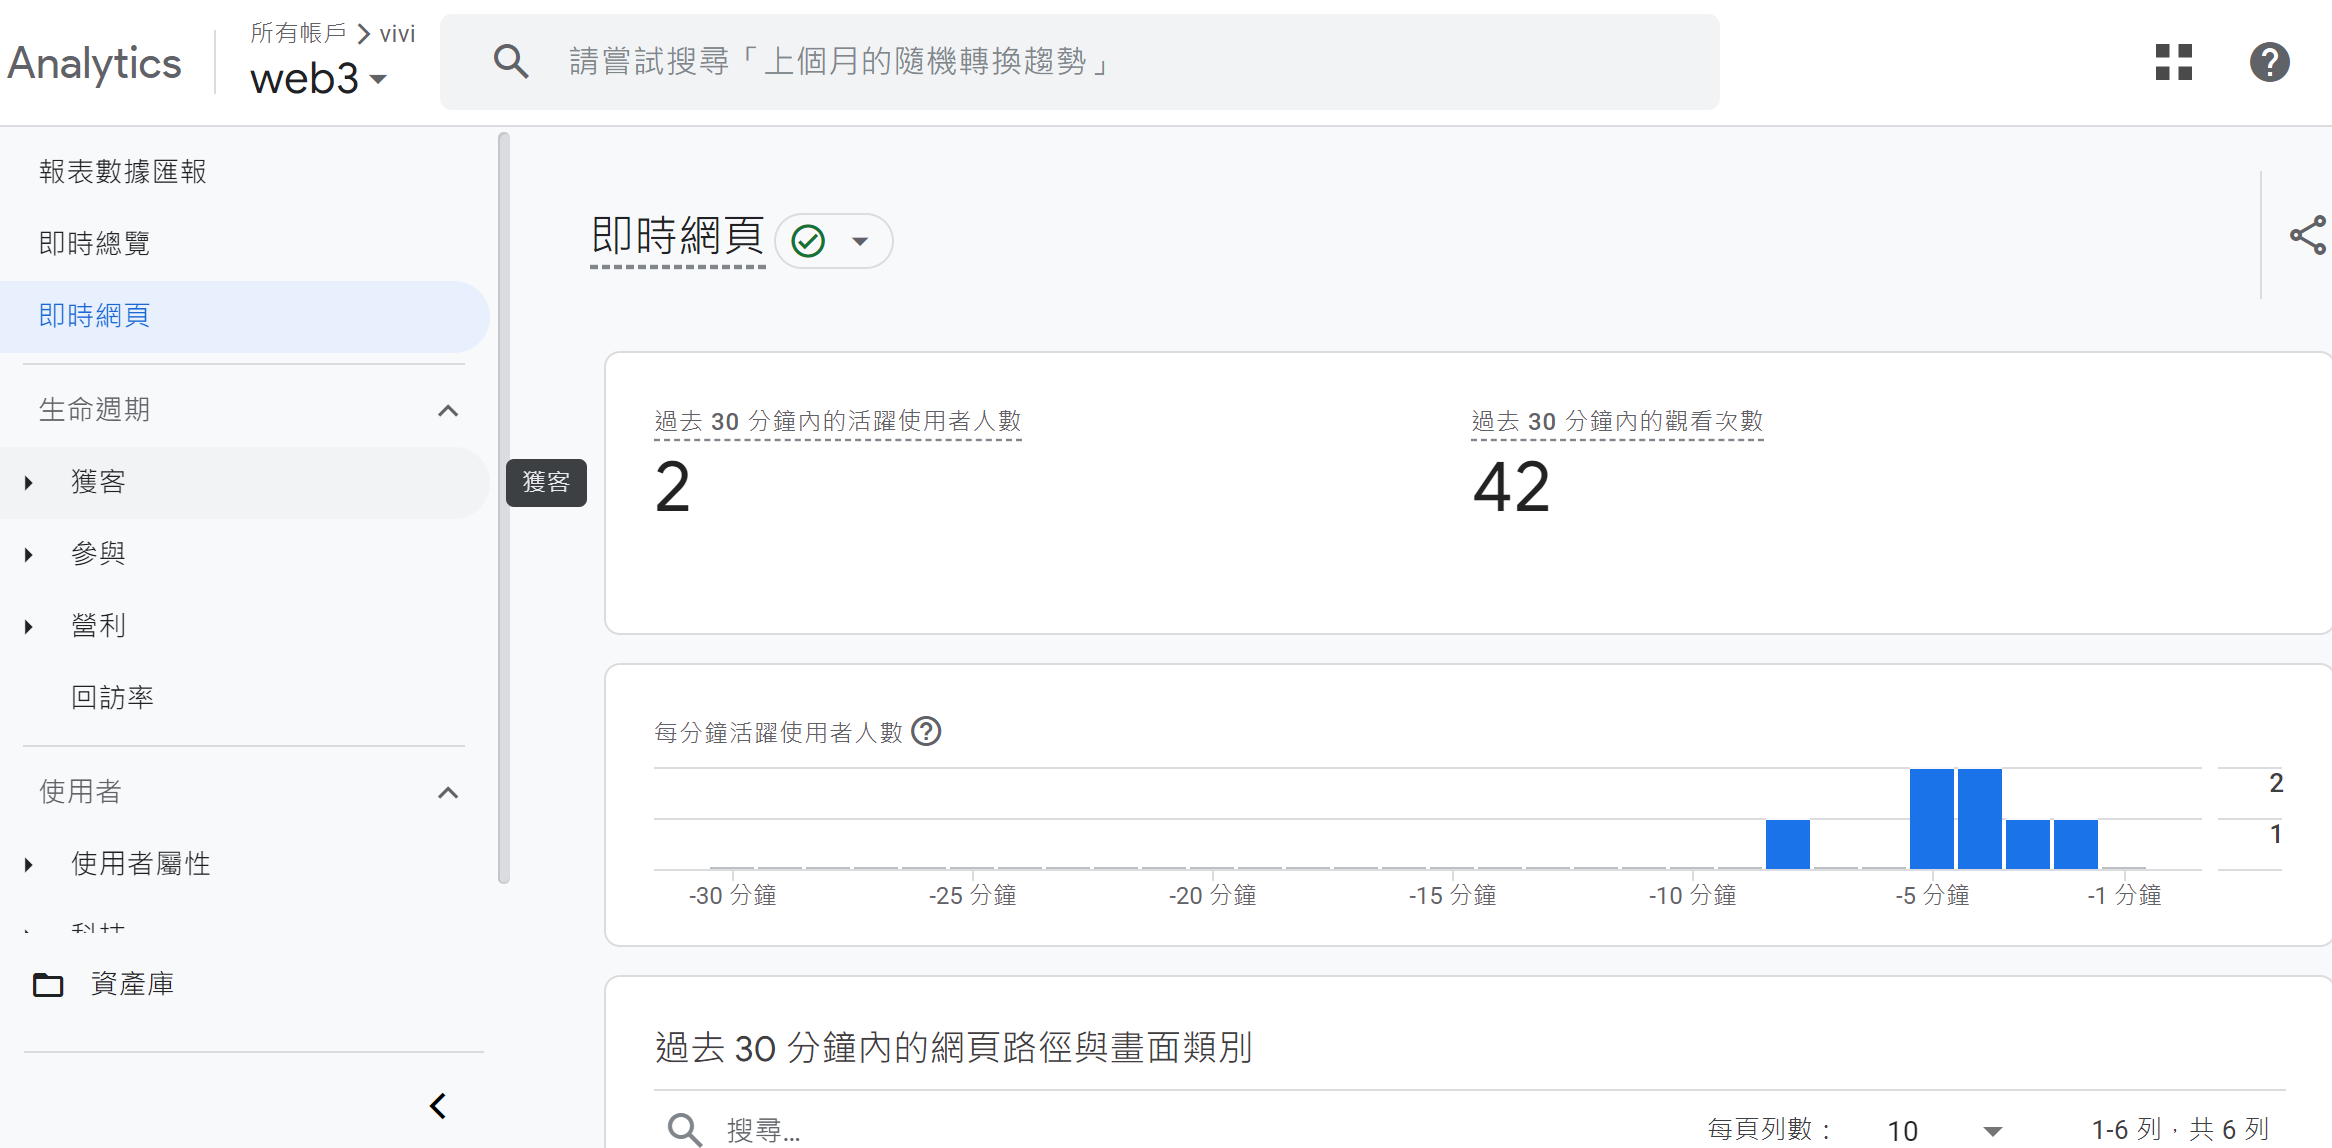 Analytics
所有帳戶 > vivi
web3
請嘗試搜尋「上個月的隨機轉換趨勢」
報表數據匯報
即時總覽
即時網頁
生命週期
獲客
參與
營利
回訪率
使用者
使用者屬性
科技
資產庫
獲客
即時網頁
過去 30 分鐘內的活躍使用者人數
2
過去 30 分鐘內的觀看次數
42
每分鐘活躍使用者人數
2
1
-30 分鐘
-25 分鐘
-20 分鐘
-15 分鐘
-10 分鐘
-5 分鐘
-1 分鐘
過去 30 分鐘內的網頁路徑與畫面類別
搜尋...
每頁列數：
10
1-6 列，共 6 列